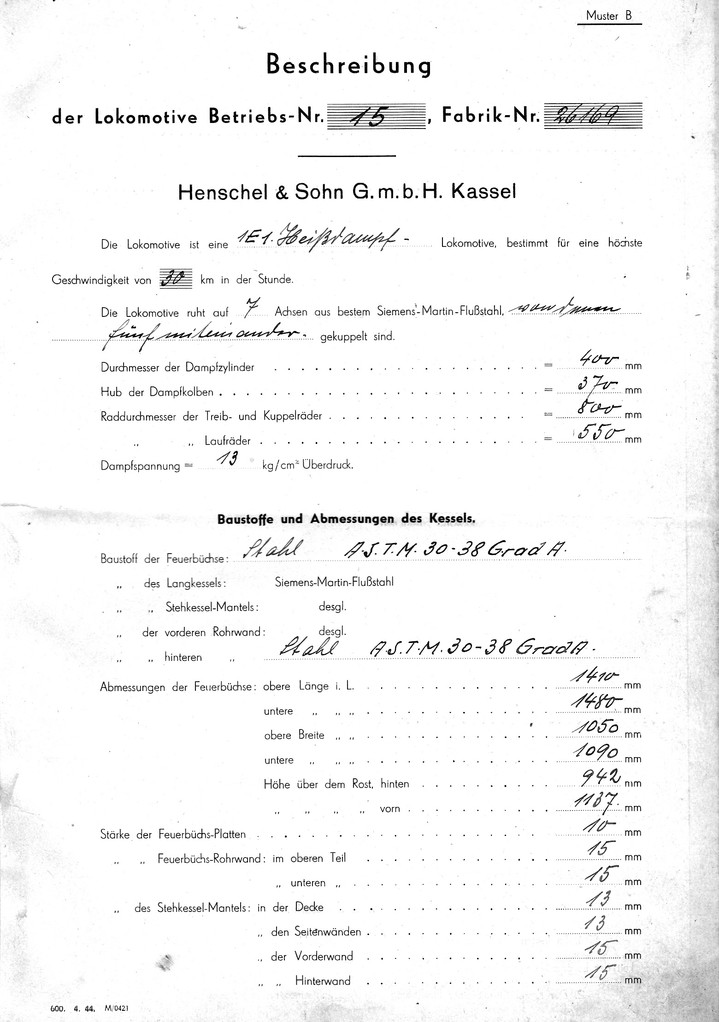 Muster B
Beschreibung
der Lokomotive Betriebs-Nr. 15, Fabrik-Nr. 26169
Henschel & Sohn G.m.b.H. Kassel
Die Lokomotive ist eine 1E1. Heißdampf- Lokomotive, bestimmt für eine höchste
Geschwindigkeit von 30 km in der Stunde.
Die Lokomotive ruht auf 7 Achsen aus bestem Siemens-Martin-Flußstahl, von denen
fünf miteinander. gekuppelt sind.
Durchmesser der Dampfzylinder . . . = 400 mm
Hub der Dampfkolben . . . = 370 mm
Raddurchmesser der Treib- und Kuppelräder . . . = 800 mm
„ „ Laufräder . . . = 550 mm
Dampfspannung = 13 kg/cm² Überdruck.
Baustoffe und Abmessungen des Kessels.
Baustoff der Feuerbüchse: Stahl A.S.T.M. 30-38 Grad A.
„ des Langkessels: Siemens-Martin-Flußstahl
„ „ Stehkessel-Mantels: desgl.
„ der vorderen Rohrwand: desgl.
„ „ hinteren „ Stahl A.S.T.M. 30-38 Grad A.
Abmessungen der Feuerbüchse: obere Länge i. L. . . . 1410 mm
untere „ „ „ . . . 1480 mm
obere Breite „ „ . . . 1050 mm
untere „ „ „ . . . 1090 mm
Höhe über dem Rost, hinten . . . 942 mm
„ „ „ „ vorn . . . 1137 mm
Stärke der Feuerbüchs-Platten . . . 10 mm
„ „ Feuerbüchs-Rohrwand: im oberen Teil . . . 15 mm
„ unteren „ . . . 15 mm
„ des Stehkessel-Mantels: in der Decke . . . 13 mm
„ den Seitenwänden . . . 13 mm
„ der Vorderwand . . . 15 mm
„ „ Hinterwand . . . 15 mm
600. 4. 44. M/0421